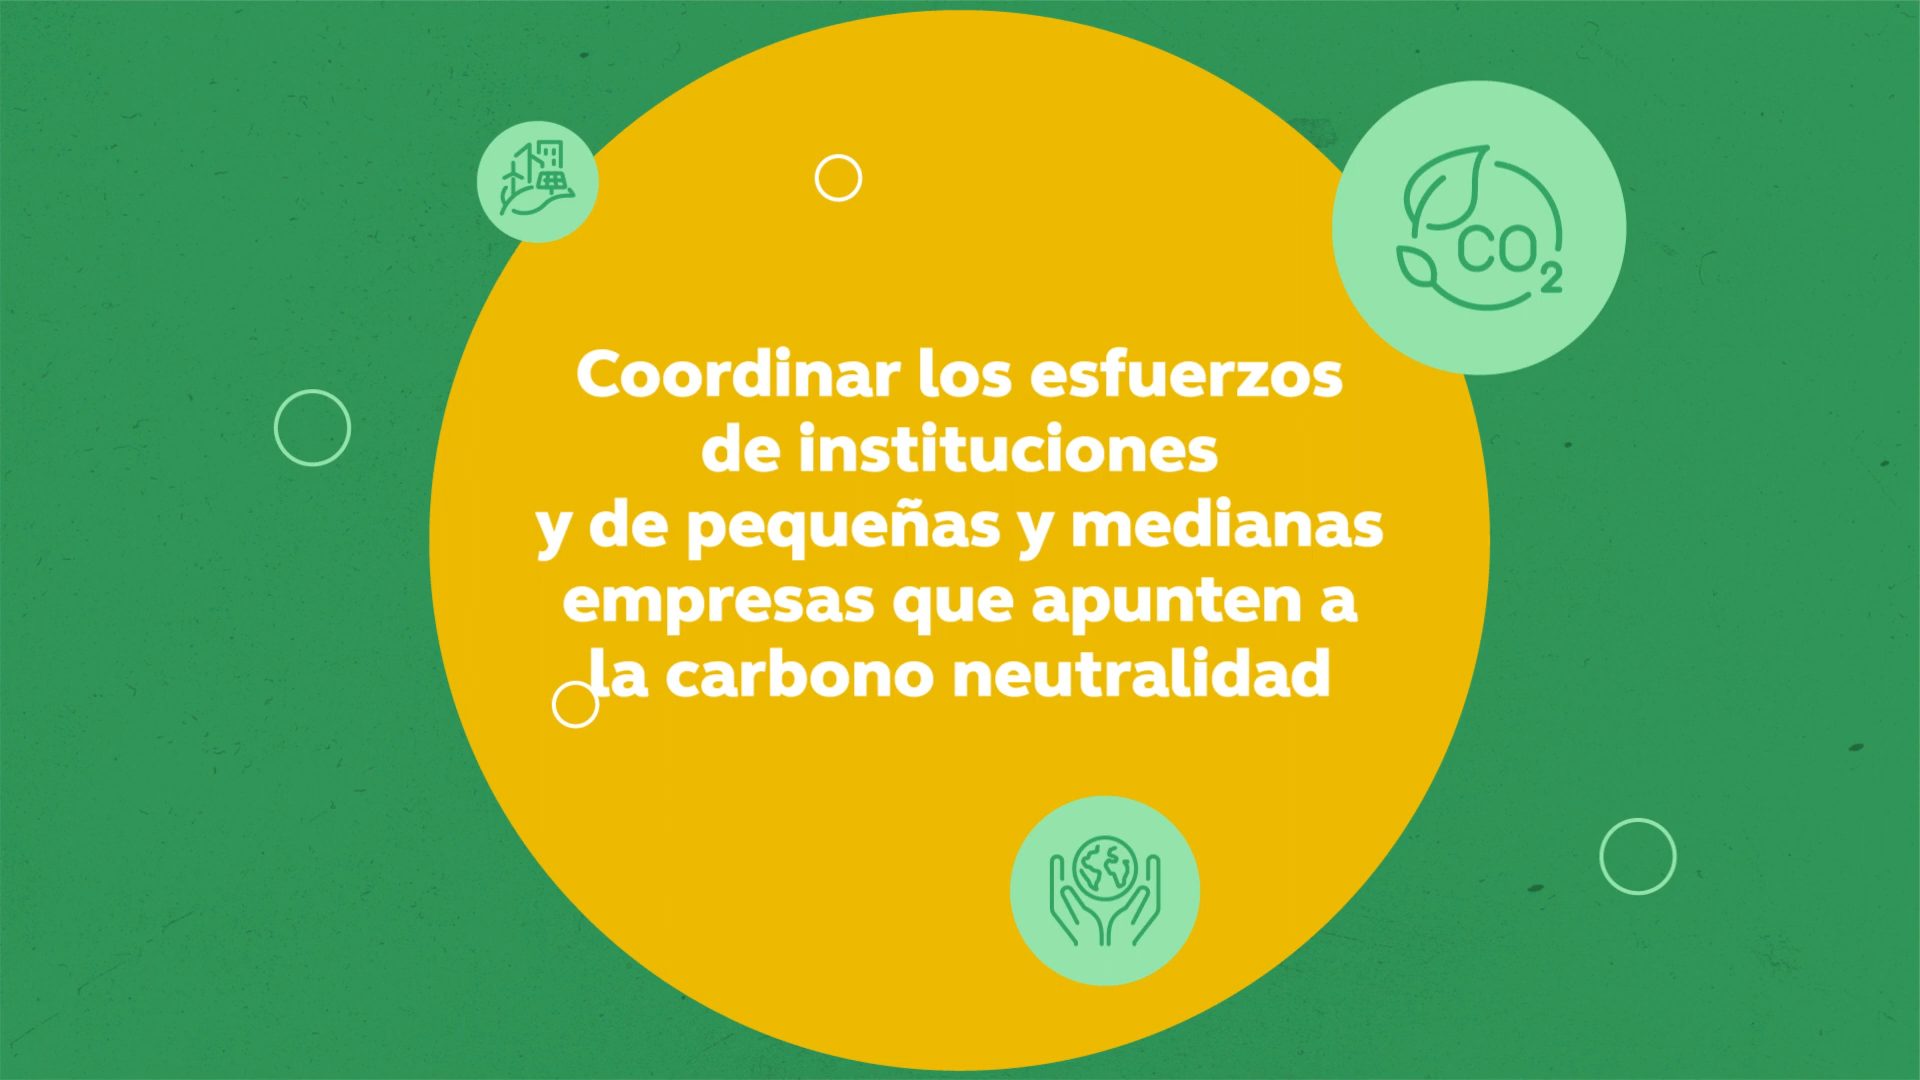 CO2
Coordinar los esfuerzos
de instituciones
y de pequeñas y medianas
empresas que apunten a
la carbono neutralidad